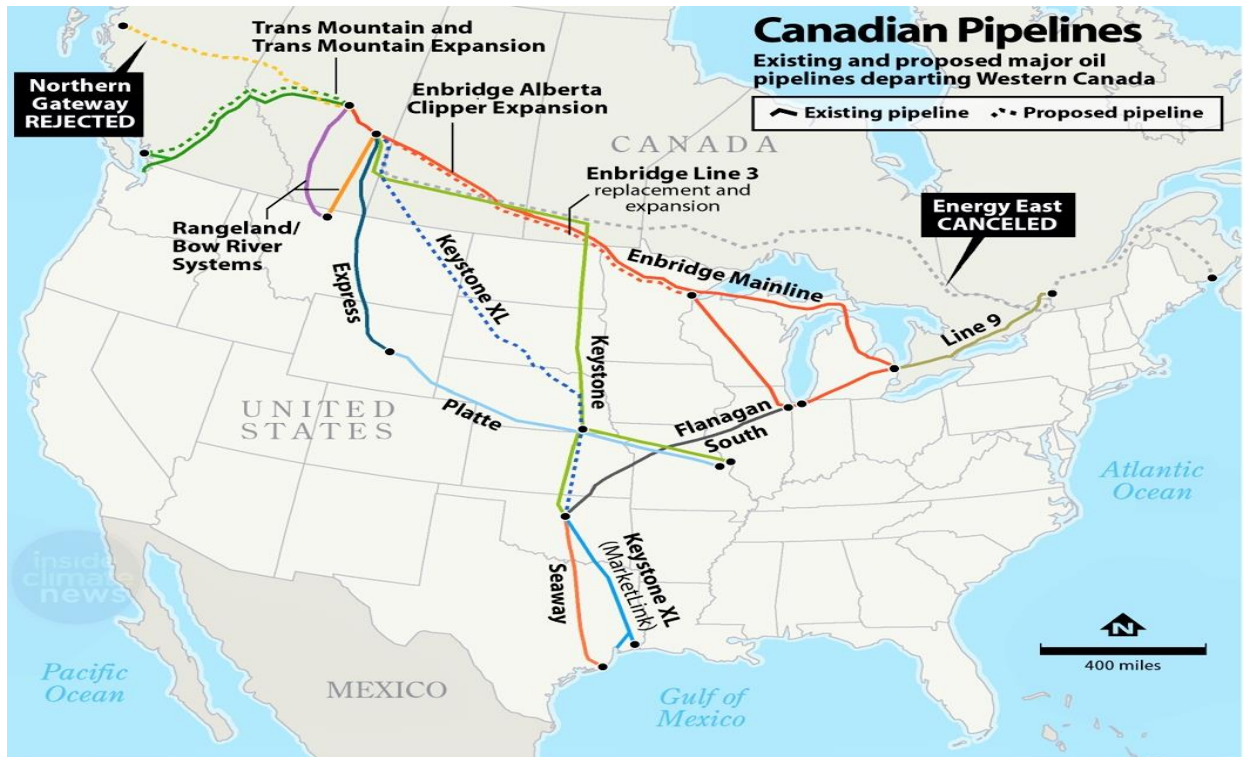 Canadian Pipelines
Existing and proposed major oil
pipelines departing Western Canada
Existing pipeline
Proposed pipeline
Trans Mountain and
Trans Mountain Expansion
Northern
Gateway
REJECTED
Enbridge Alberta
Clipper Expansion
CANADA
Enbridge Line 3
replacement and
expansion
Energy East
CANCELED
Rangeland/
Bow River
Systems
Express
Keystone XL
Enbridge Mainline
Line 9
Keystone
Platte
UNITED
STATES
Flanagan
South
Atlantic
Ocean
inside
climate
news
Seaway
Keystone XL
(MarketLink)
N
400 miles
Pacific
Ocean
MEXICO
Gulf of
Mexico